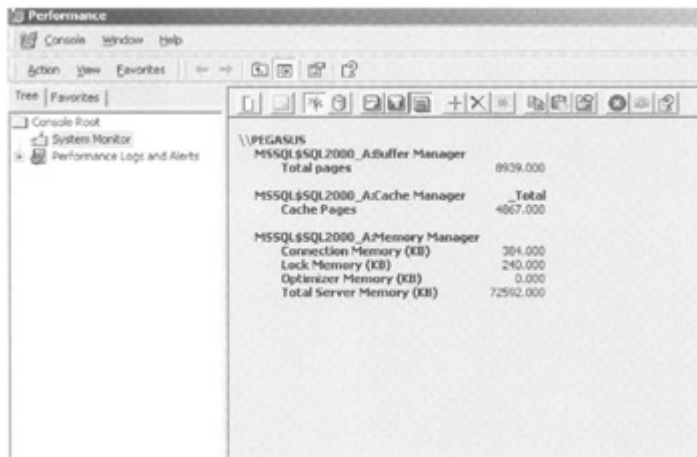 Performance
Console Window Help
Action View Favorites
Tree Favorites
Console Root
System Monitor
Performance Logs and Alerts
\\PEGASUS
MSSQL$SQL2000_A:Buffer Manager
Total pages 8939.000
MSSQL$SQL2000_A:Cache Manager _Total
Cache Pages 4867.000
MSSQL$SQL2000_A:Memory Manager
Connection Memory (KB) 384.000
Lock Memory (KB) 240.000
Optimizer Memory (KB) 0.000
Total Server Memory (KB) 72592.000